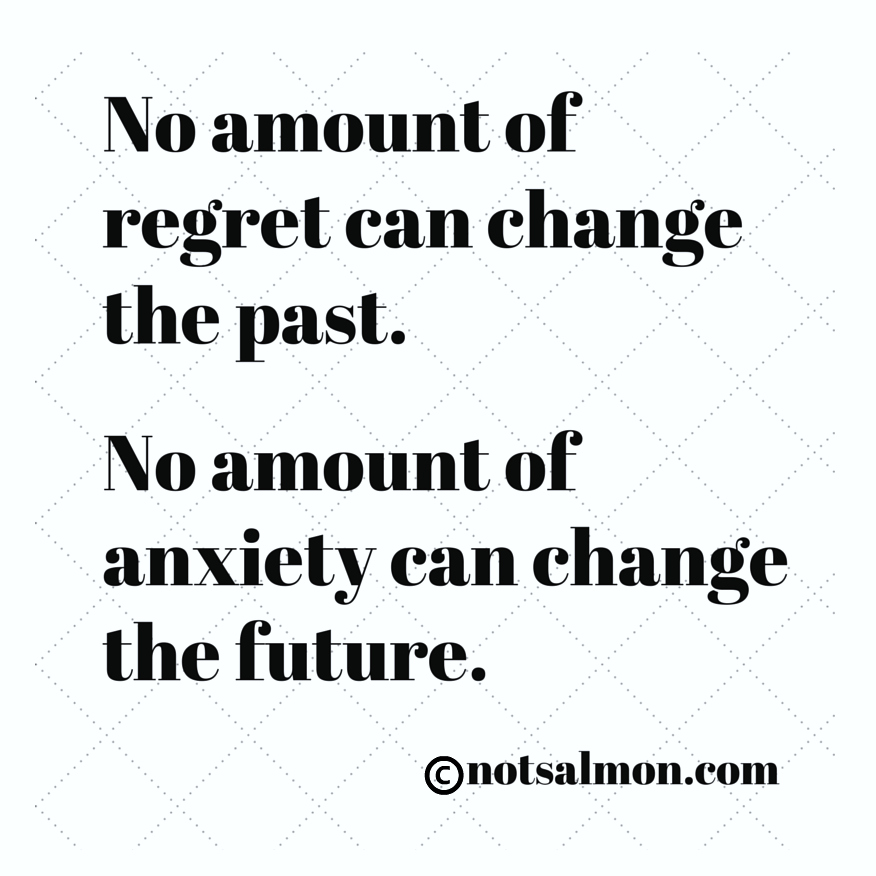 No amount of
regret can change
the past.
No amount of
anxiety can change
the future.
©notsalmon.com